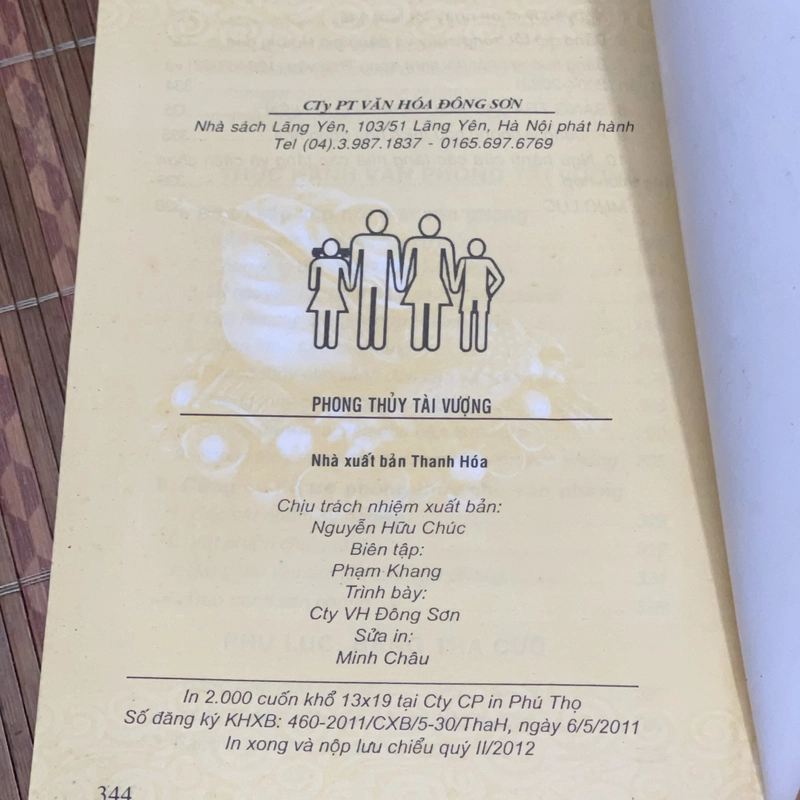 CTy PT VĂN HÓA ĐÔNG SƠN
Nhà sách Lãng Yên, 103/51 Lãng Yên, Hà Nội phát hành
Tel (04).3.987.1837 - 0165.697.6769
PHONG THỦY TÀI VƯỢNG
Nhà xuất bản Thanh Hóa
Chịu trách nhiệm xuất bản:
Nguyễn Hữu Chúc
Biên tập:
Phạm Khang
Trình bày:
Cty VH Đông Sơn
Sửa in:
Minh Châu
In 2.000 cuốn khổ 13x19 tại Cty CP in Phú Thọ
Số đăng ký KHXB: 460-2011/CXB/5-30/ThaH, ngày 6/5/2011
In xong và nộp lưu chiểu quý II/2012
344